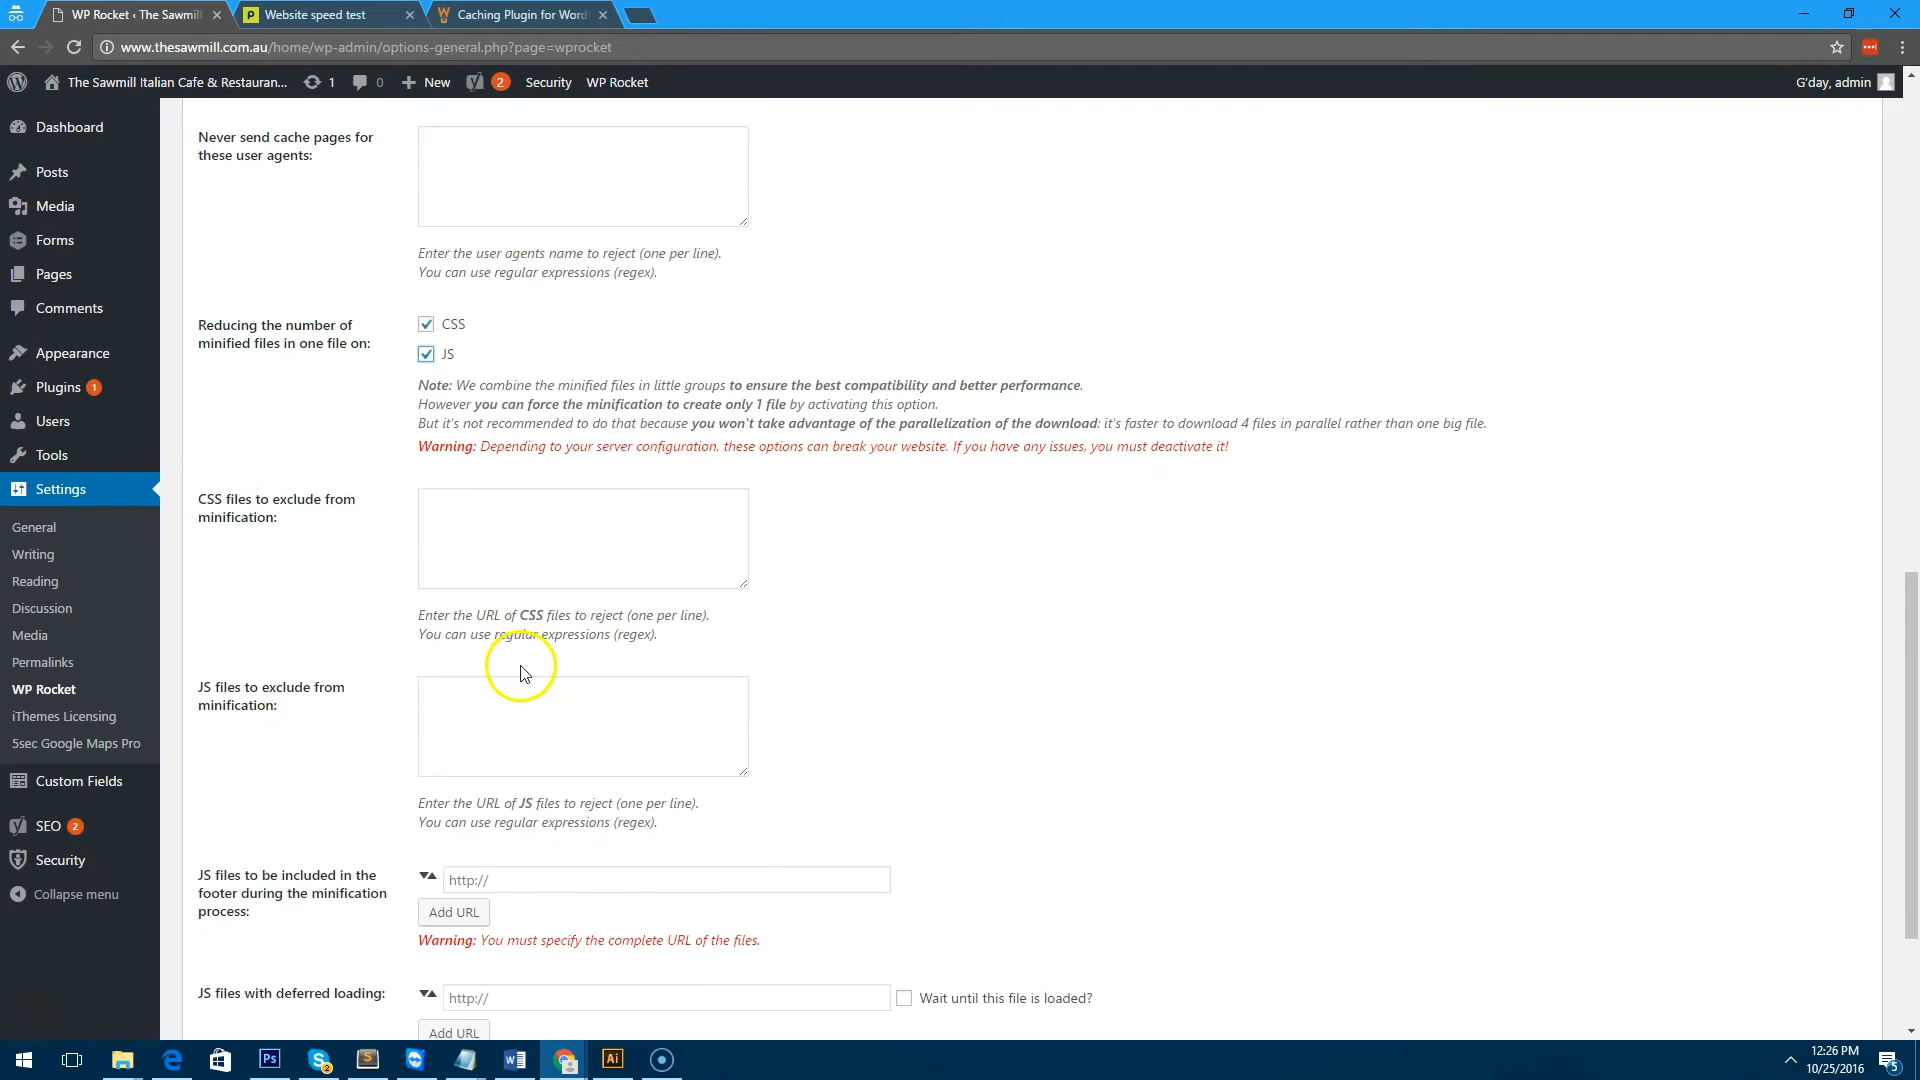 WP Rocket ‹ The Sawmill
Website speed test
Caching Plugin for Word
www.thesawmill.com.au/home/wp-admin/options-general.php?page=wprocket
The Sawmill Italian Cafe & Restauran... 1 0 New 2 Security WP Rocket G'day, admin
Dashboard
Posts
Media
Forms
Pages
Comments
Appearance
Plugins 1
Users
Tools
Settings
General
Writing
Reading
Discussion
Media
Permalinks
WP Rocket
iThemes Licensing
5sec Google Maps Pro
Custom Fields
SEO 2
Security
Collapse menu
Never send cache pages for
these user agents:
Enter the user agents name to reject (one per line).
You can use regular expressions (regex).
Reducing the number of
minified files in one file on:
CSS
JS
Note: We combine the minified files in little groups to ensure the best compatibility and better performance.
However you can force the minification to create only 1 file by activating this option.
But it's not recommended to do that because you won't take advantage of the parallelization of the download: it's faster to download 4 files in parallel rather than one big file.
Warning: Depending to your server configuration, these options can break your website. If you have any issues, you must deactivate it!
CSS files to exclude from
minification:
Enter the URL of CSS files to reject (one per line).
You can use regular expressions (regex).
JS files to exclude from
minification:
Enter the URL of JS files to reject (one per line).
You can use regular expressions (regex).
JS files to be included in the
footer during the minification
process:
http://
Add URL
Warning: You must specify the complete URL of the files.
JS files with deferred loading:
http://
Wait until this file is loaded?
Add URL
Ps
S
2
S
W
Ai
12:26 PM
10/25/2016
5